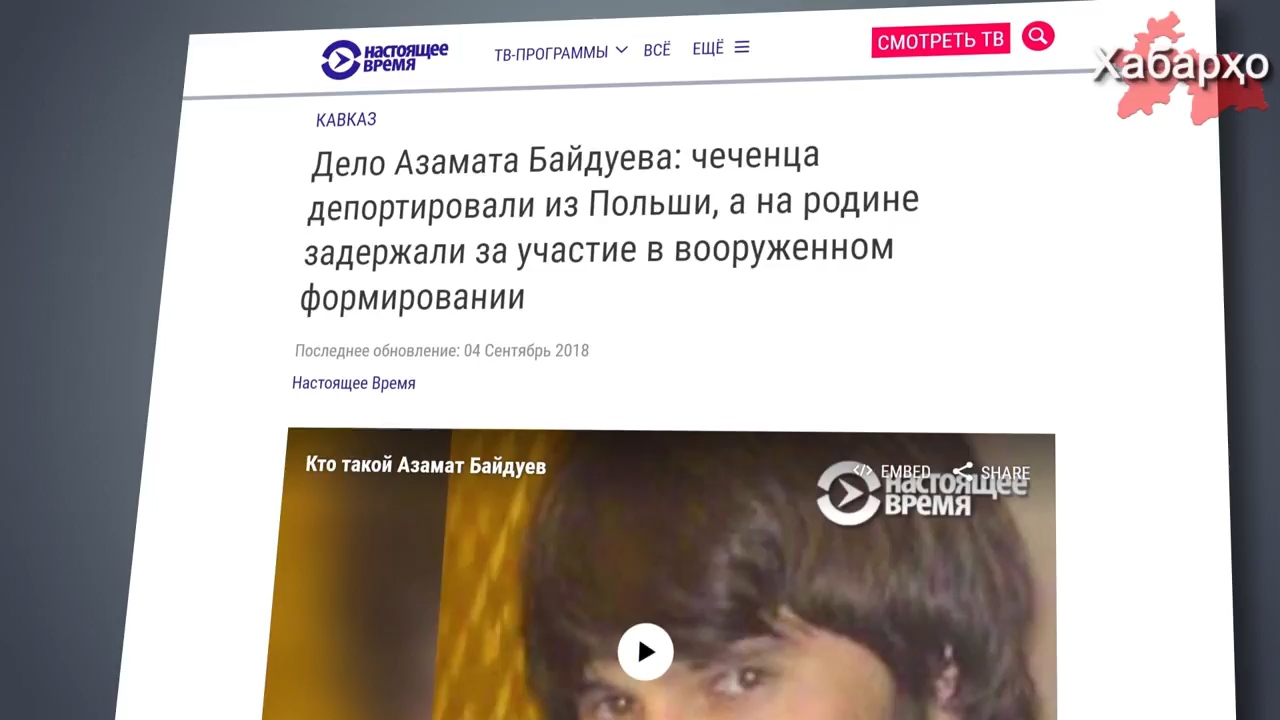 НАСТОЯЩЕЕ
ВРЕМЯ
ТВ-ПРОГРАММЫ ВСЁ ЕЩЁ
СМОТРЕТЬ ТВ
Хабарҳо
КАВКАЗ
Дело Азамата Байдуева: чеченца
депортировали из Польши, а на родине
задержали за участие в вооруженном
формировании
Последнее обновление: 04 Сентябрь 2018
Настоящее Время
Кто такой Азамат Байдуев
EMBED SHARE
НАСТОЯЩЕЕ
ВРЕМЯ